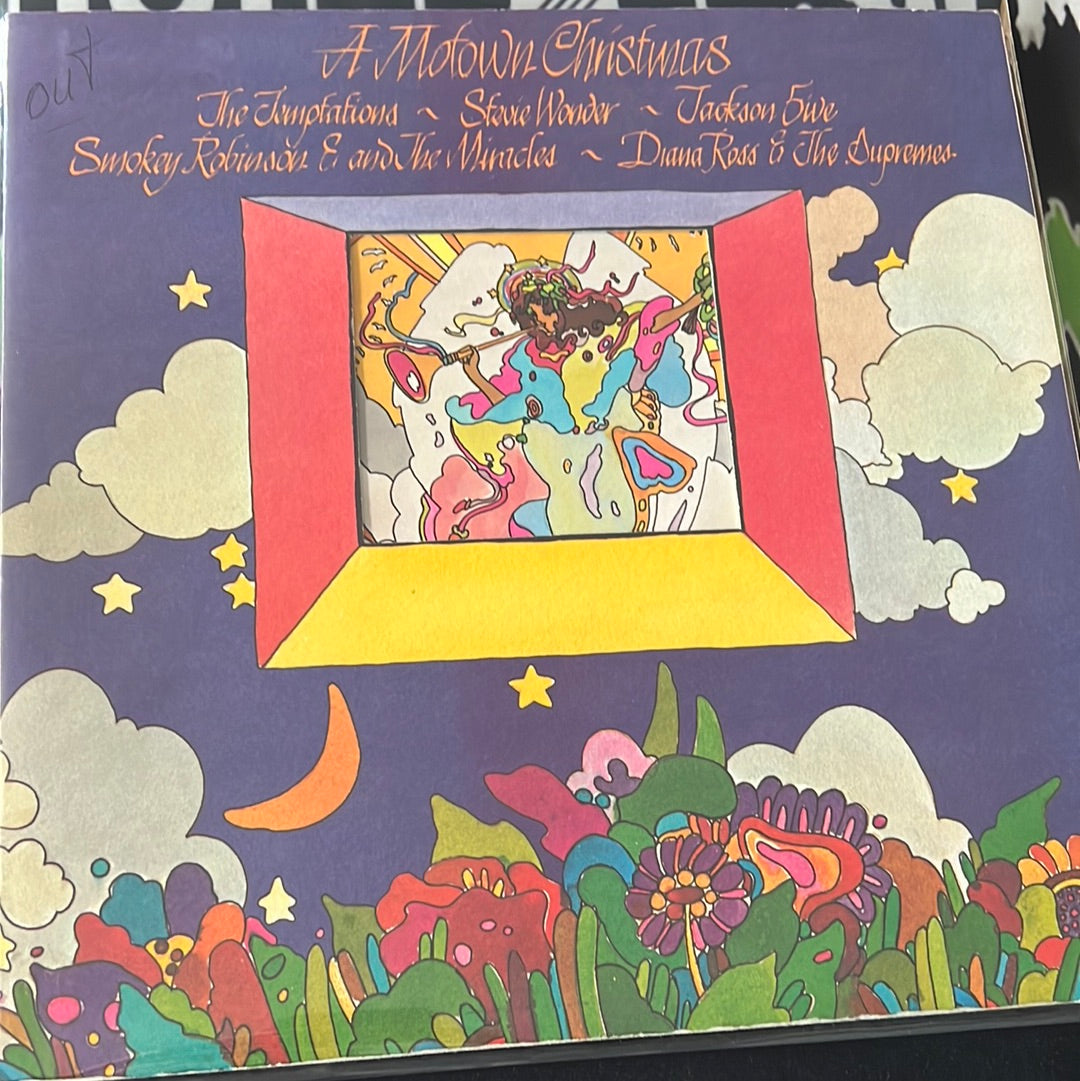 out
A Motown Christmas
The Temptations ~ Stevie Wonder ~ Jackson 5ive
Smokey Robinson & and The Miracles ~ Diana Ross & The Supremes